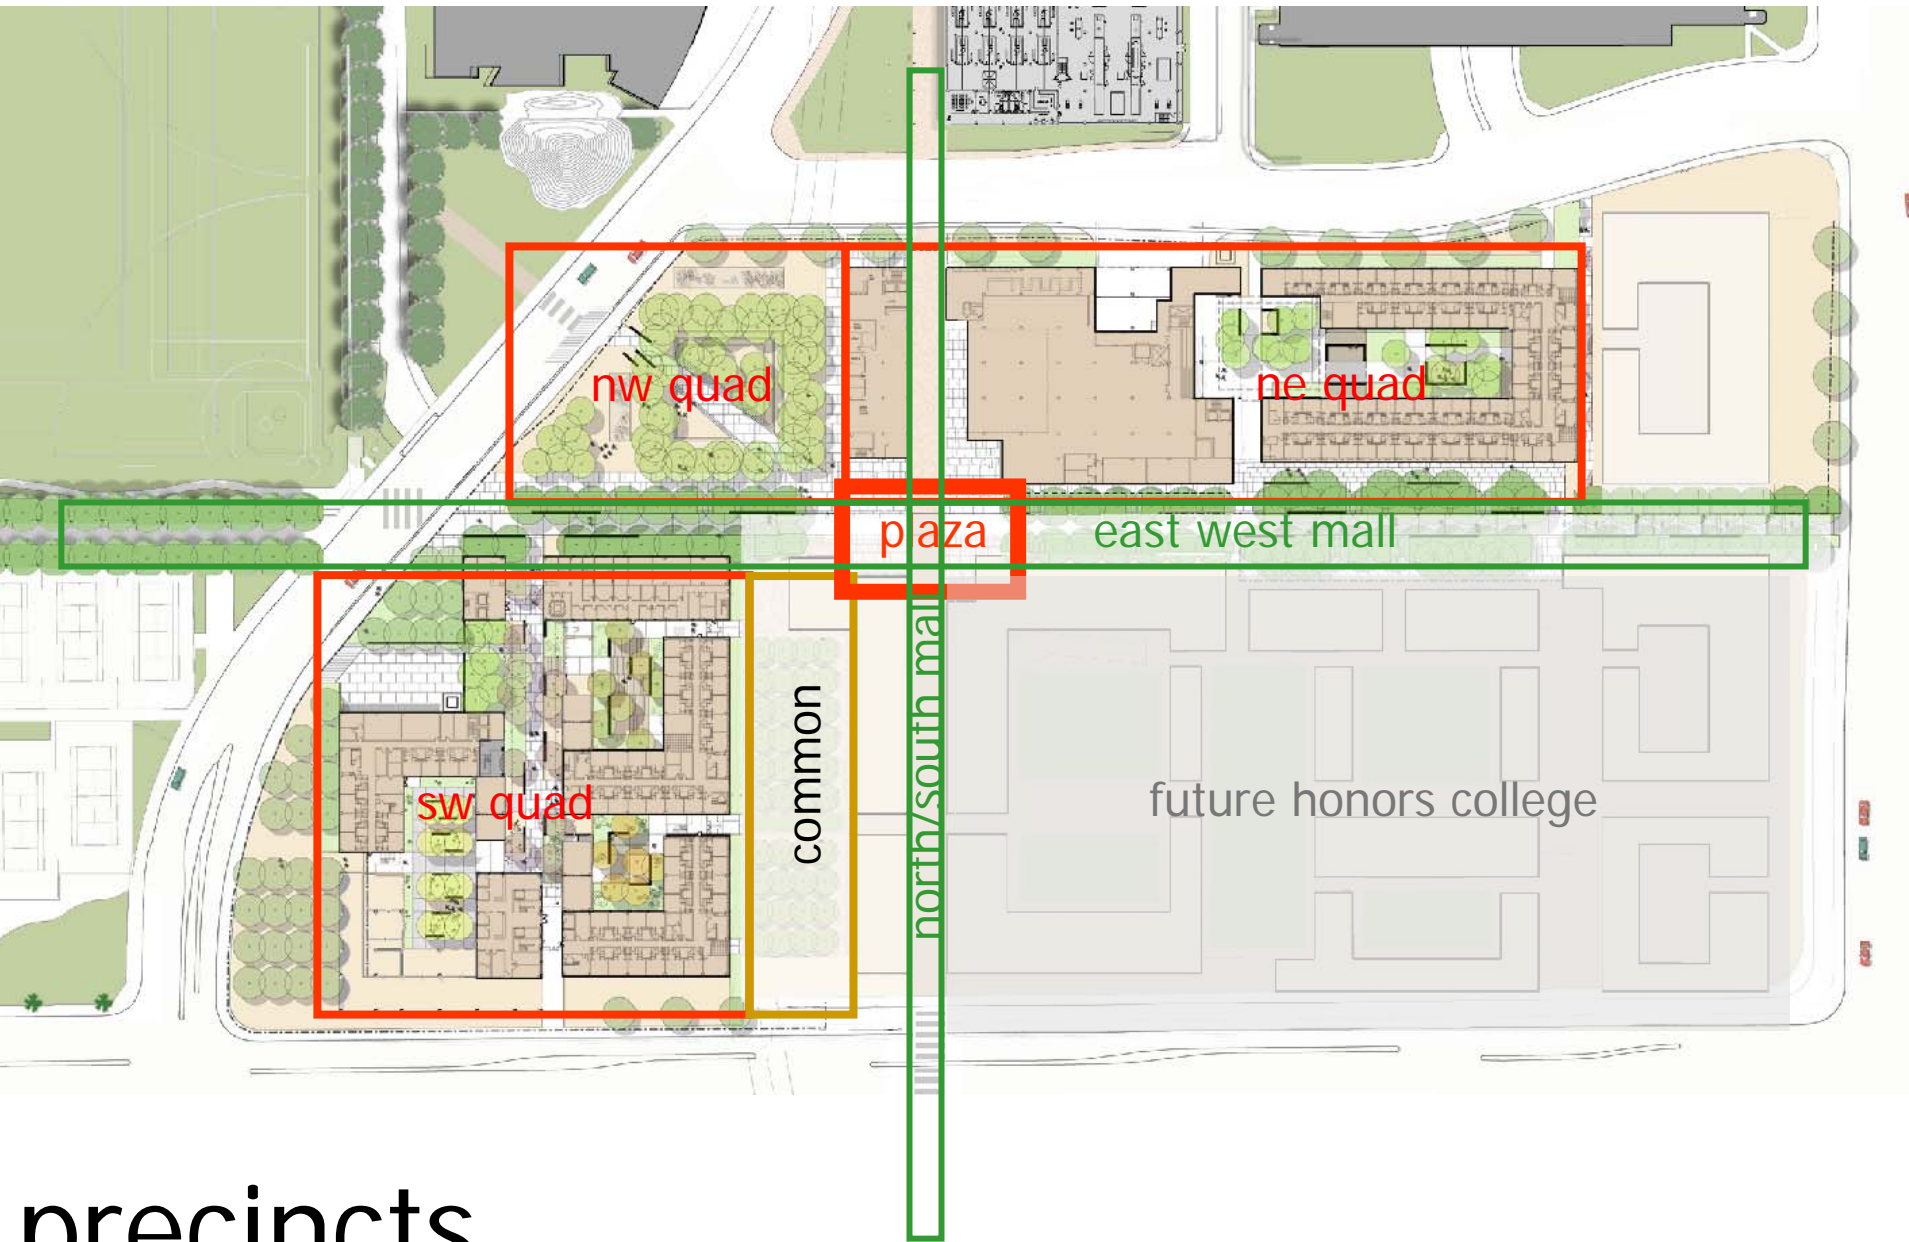 nw quad
ne quad
plaza
east west mall
north/south mall
common
sw quad
future honors college
precincts